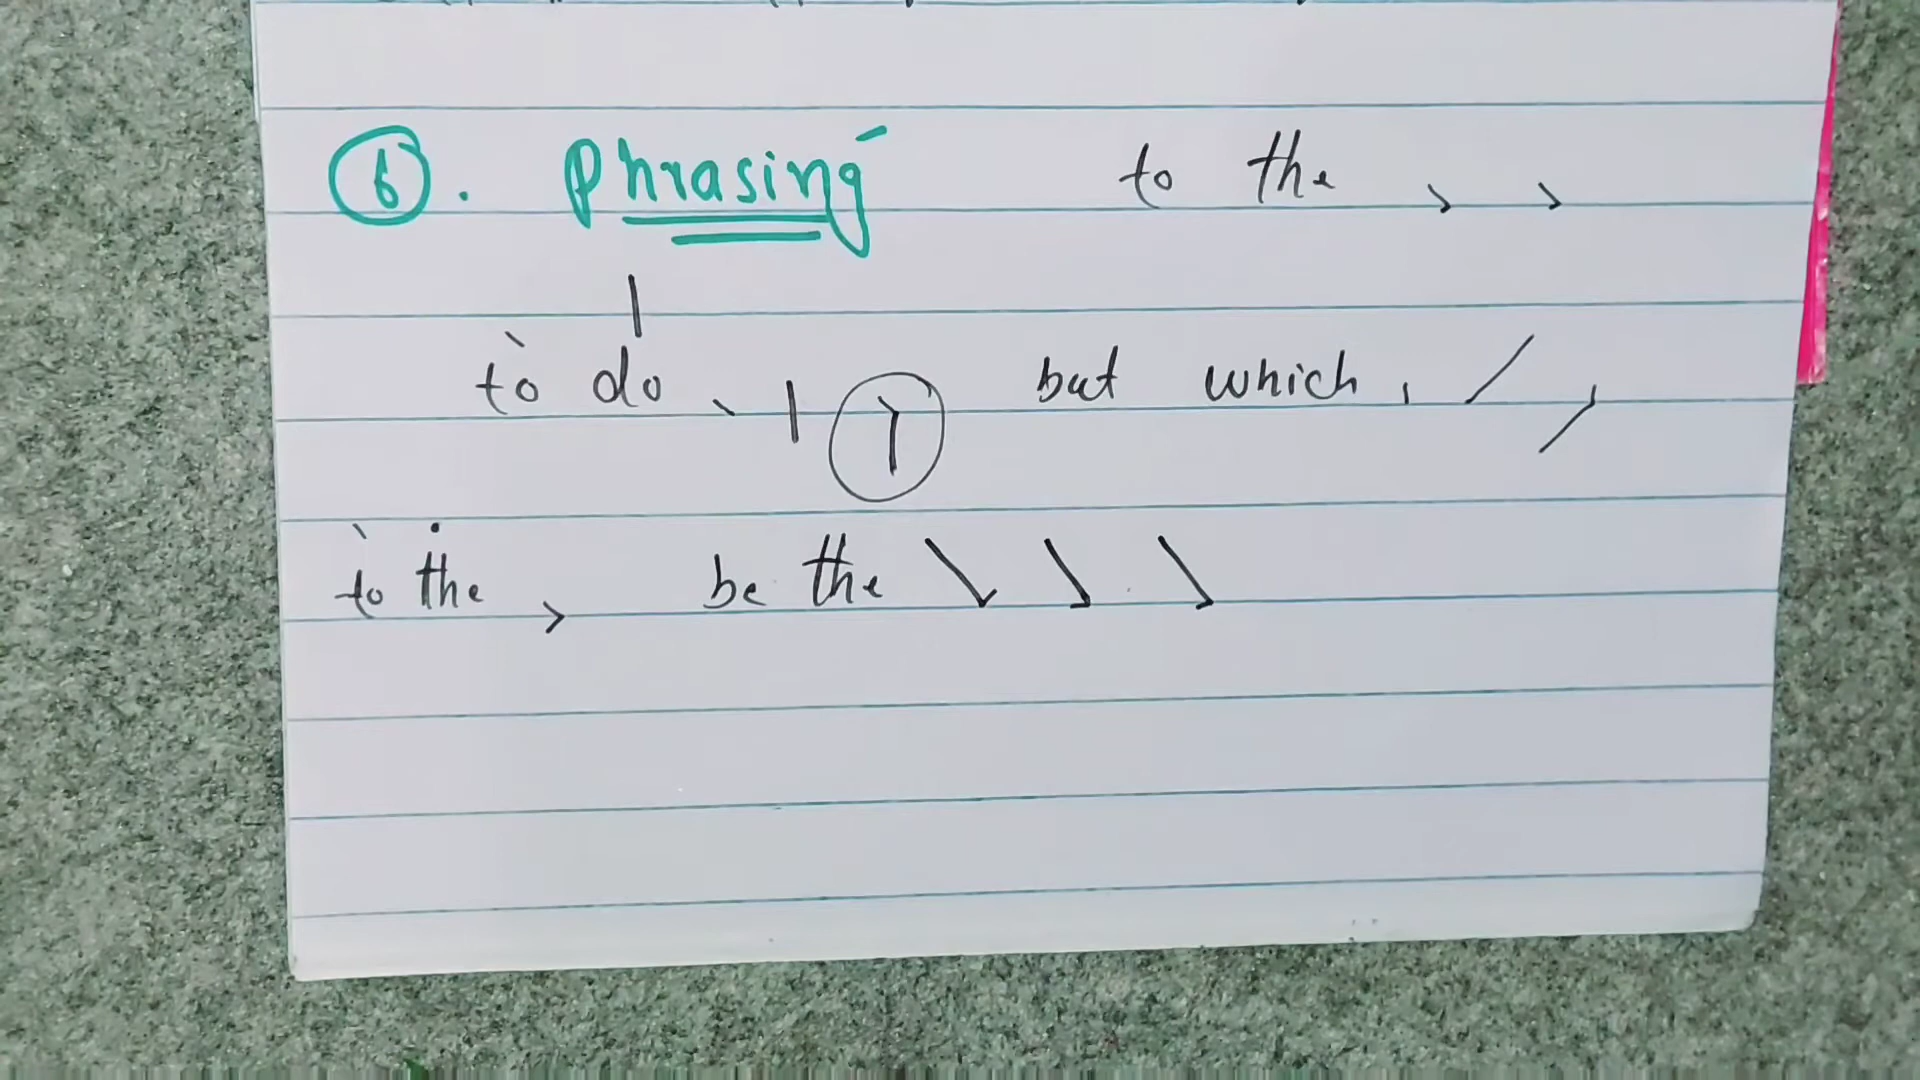 6. Phrasing to the
to do but which,
to the be the